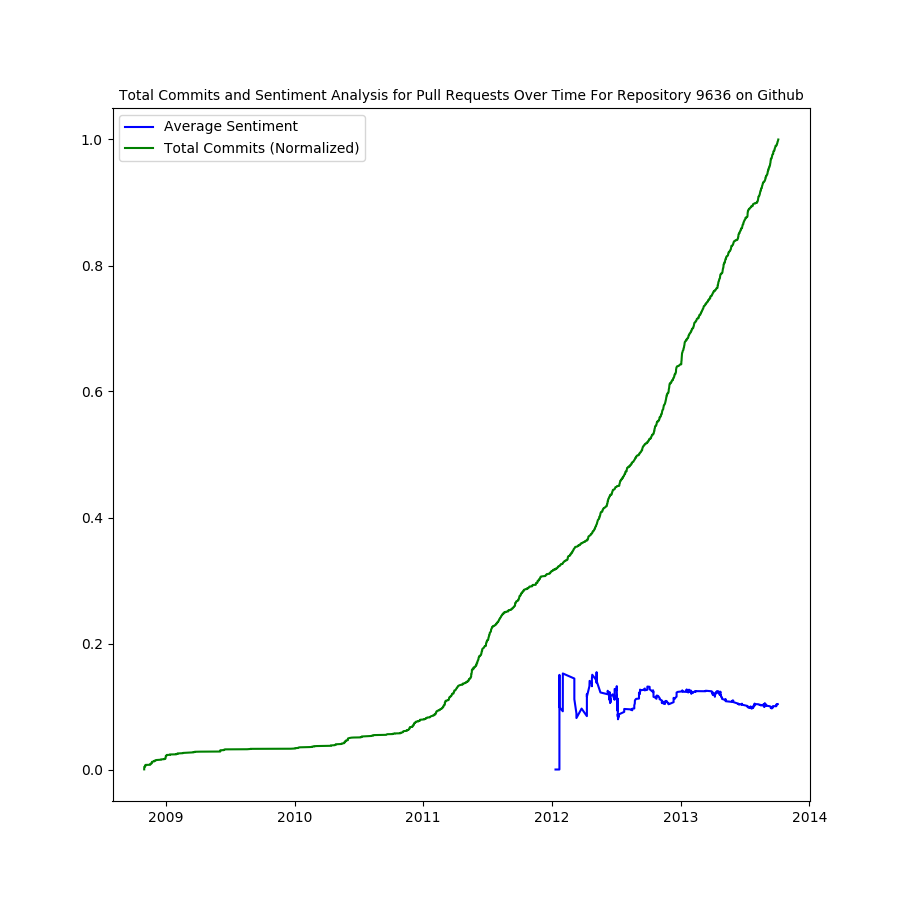 Total Commits and Sentiment Analysis for Pull Requests Over Time For Repository 9636 on Github
Average Sentiment
Total Commits (Normalized)
1.0
0.8
0.6
0.4
0.2
0.0
2009 2010 2011 2012 2013 2014